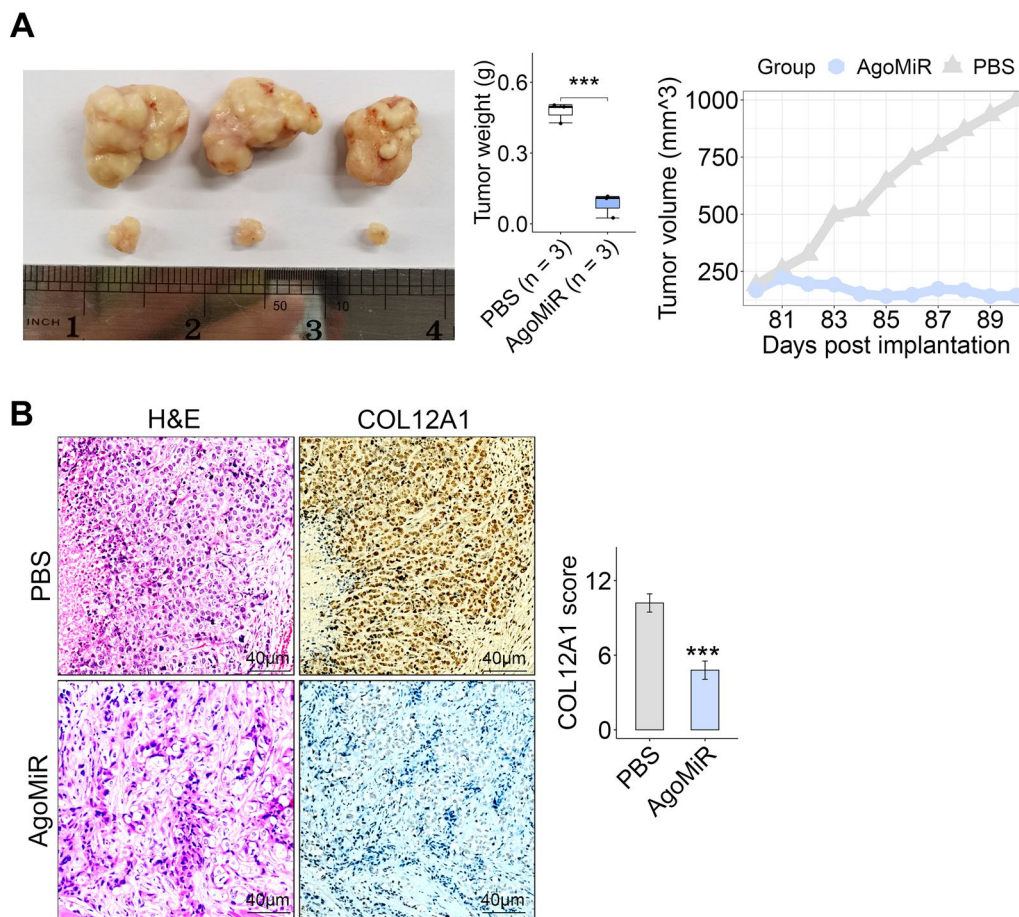 A
INCH 1 2 3 4
50 10
Tumor weight (g)
0.6
0.3
0.0
***
PBS (n = 3)
AgoMiR (n = 3)
Group AgoMiR PBS
Tumor volume (mm^3)
1000
750
500
250
81 83 85 87 89
Days post implantation
B
H&E COL12A1
PBS
40µm 40µm
AgoMiR
40µm 40µm
COL12A1 score
12
6
0
***
PBS
AgoMiR